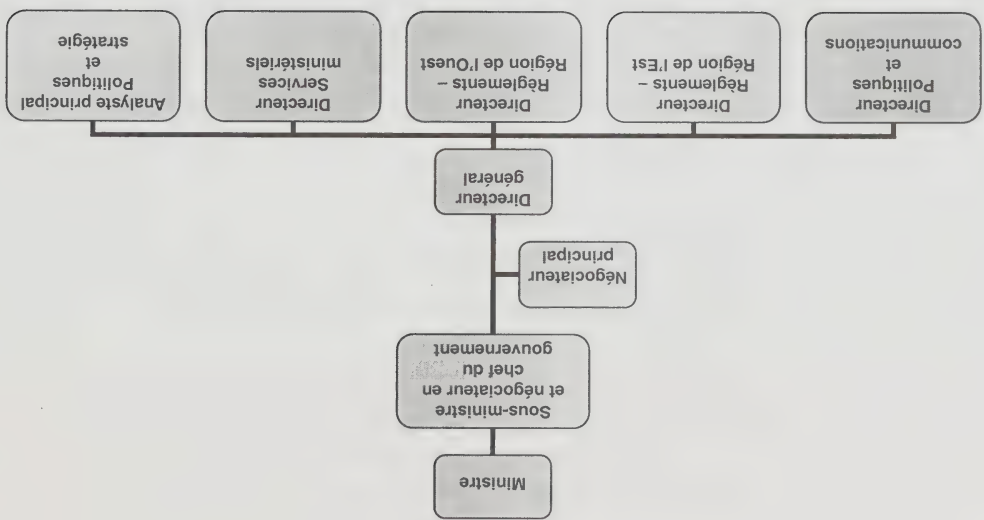 Ministre
Sous-ministre
et négociateur en
chef du
gouvernement
Négociateur
principal
Directeur
général
Directeur
Politiques
et
communications
Directeur
Règlements –
Région de l'Est
Directeur
Règlements –
Région de l'Ouest
Directeur
Services
ministériels
Analyste principal
Politiques
et
stratégie